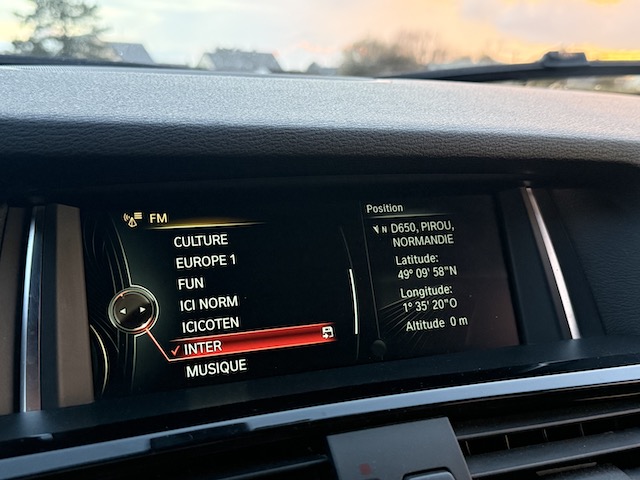 FM
CULTURE
EUROPE 1
FUN
ICI NORM
ICICOTEN
INTER
MUSIQUE
Position
N D650, PIROU,
NORMANDIE
Latitude:
49° 09' 58"N
Longitude:
1° 35' 20"O
Altitude 0 m